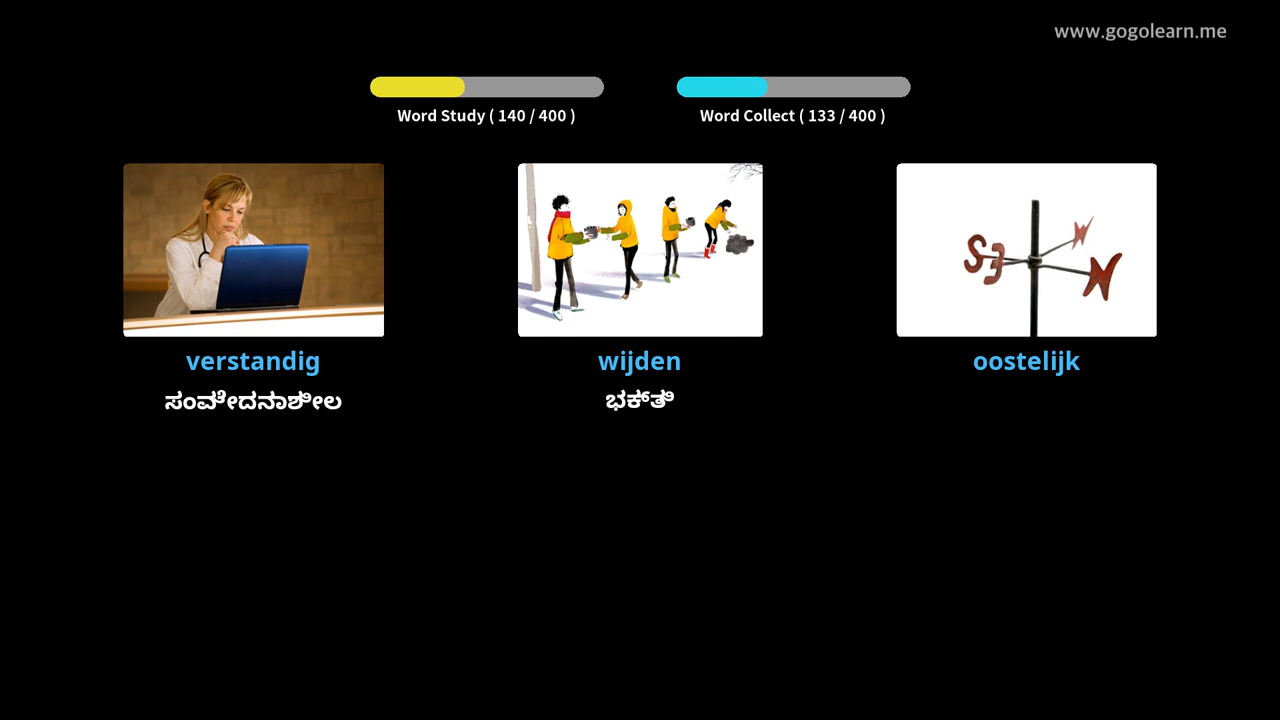 www.gogolearn.me
Word Study ( 140 / 400 )
Word Collect ( 133 / 400 )
verstandig
wijden
oostelijk
ಸಂವೇದನಾಶೀಲ
ಭಕ್ತಿ
S
E
N